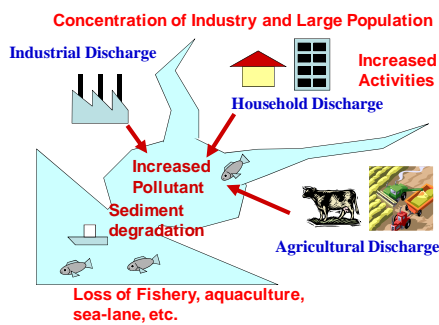 Concentration of Industry and Large Population
Industrial Discharge
Increased
Activities
Household Discharge
Increased
Pollutant
Sediment
degradation
Agricultural Discharge
Loss of Fishery, aquaculture,
sea-lane, etc.